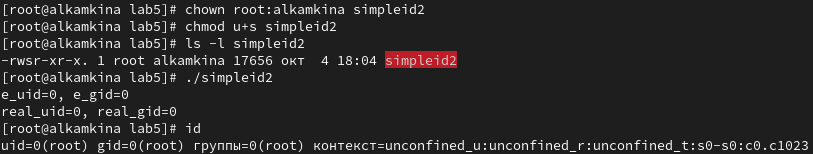 [root@alkamkina lab5]# chown root:alkamkina simpleid2
[root@alkamkina lab5]# chmod u+s simpleid2
[root@alkamkina lab5]# ls -l simpleid2
-rwsr-xr-x. 1 root alkamkina 17656 окт  4 18:04 simpleid2
[root@alkamkina lab5]# ./simpleid2
e_uid=0, e_gid=0
real_uid=0, real_gid=0
[root@alkamkina lab5]# id
uid=0(root) gid=0(root) группы=0(root) контекст=unconfined_u:unconfined_r:unconfined_t:s0-s0:c0.c1023